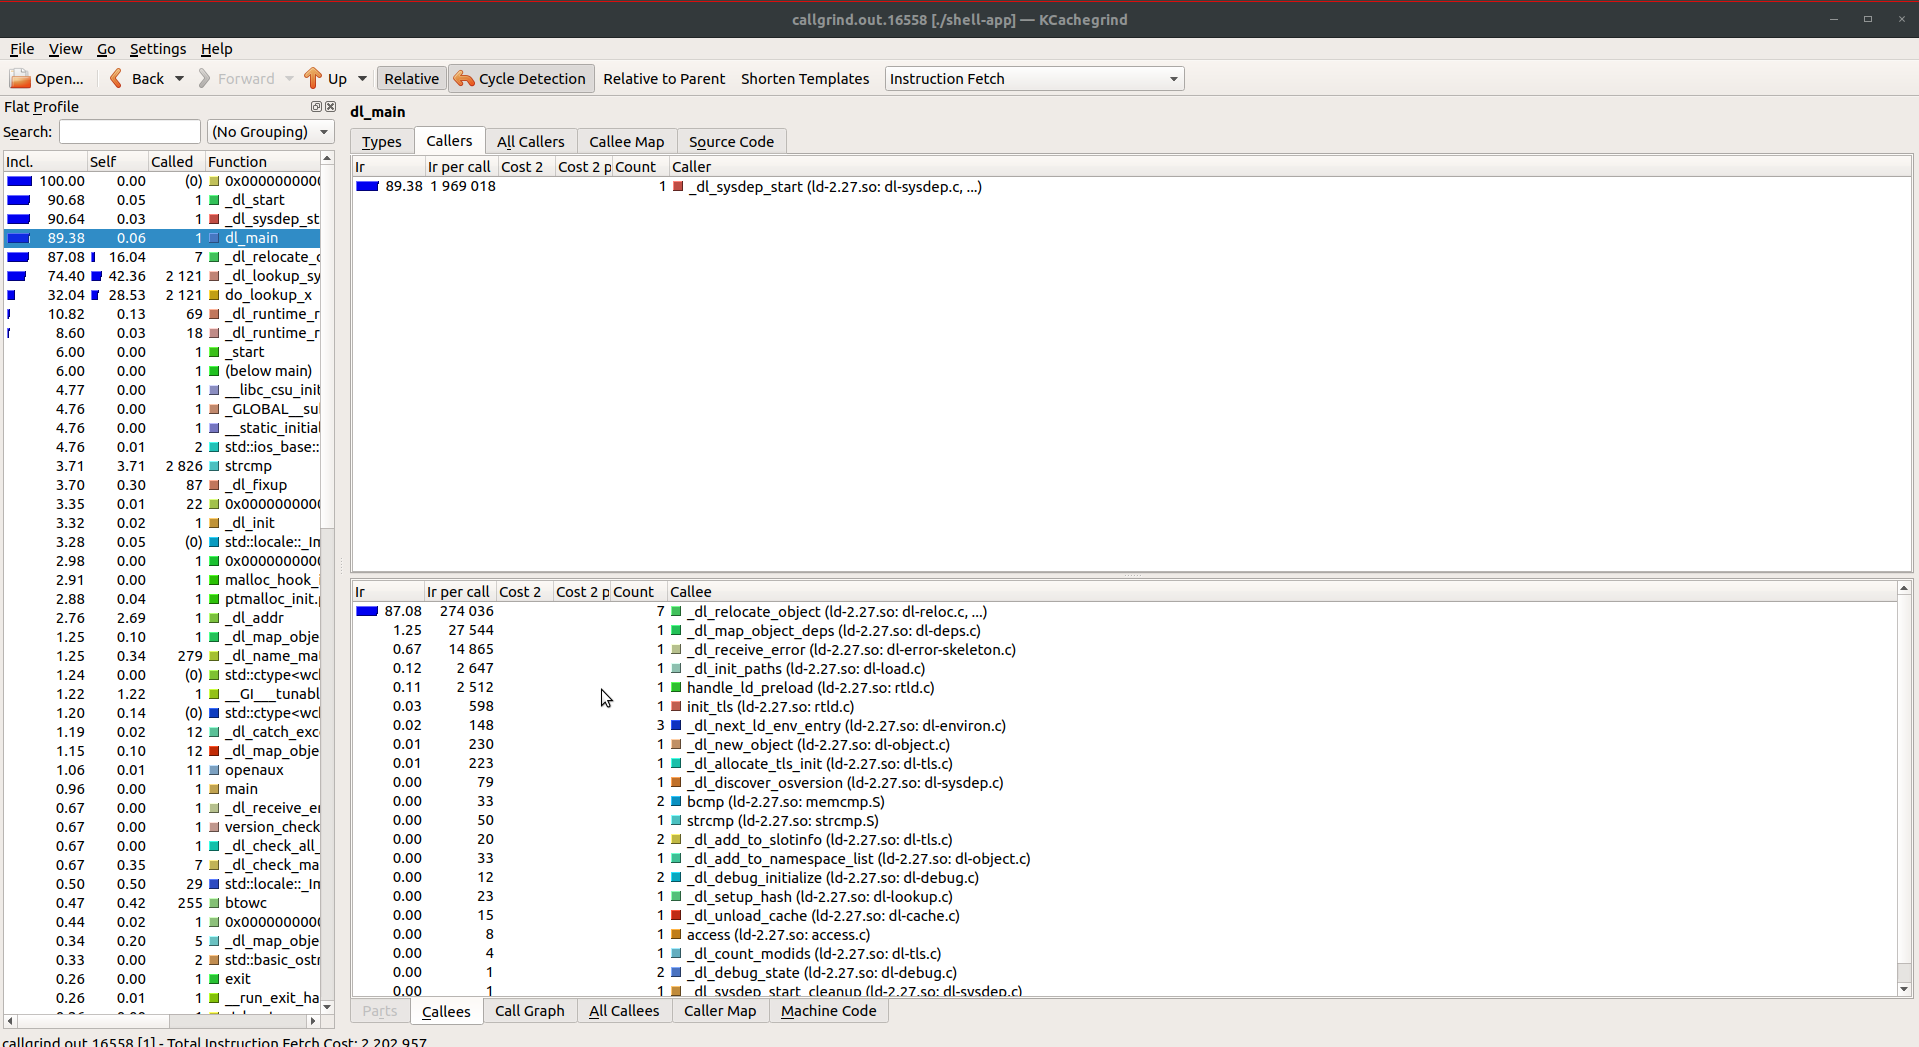 callgrind.out.16558 [./shell-app] — KCachegrind
File View Go Settings Help
Open... Back Forward Up Relative Cycle Detection Relative to Parent Shorten Templates Instruction Fetch
Flat Profile
Search: (No Grouping)
Incl. Self Called Function
100.00 0.00 (0) 0x0000000000
90.68 0.05 1 _dl_start
90.64 0.03 1 _dl_sysdep_st
89.38 0.06 1 dl_main
87.08 16.04 7 _dl_relocate_o
74.40 42.36 2 121 _dl_lookup_sy
32.04 28.53 2 121 do_lookup_x
10.82 0.13 69 _dl_runtime_r
8.60 0.03 18 _dl_runtime_r
6.00 0.00 1 _start
6.00 0.00 1 (below main)
4.77 0.00 1 __libc_csu_init
4.76 0.00 1 _GLOBAL__su
4.76 0.00 1 __static_initial
4.76 0.01 2 std::ios_base::
3.71 3.71 2 826 strcmp
3.70 0.30 87 _dl_fixup
3.35 0.01 22 0x0000000000
3.32 0.02 1 _dl_init
3.28 0.05 (0) std::locale::_Im
2.98 0.00 1 0x0000000000
2.91 0.00 1 malloc_hook_i
2.88 0.04 1 ptmalloc_init.p
2.76 2.69 1 _dl_addr
1.25 0.10 1 _dl_map_obje
1.25 0.34 279 _dl_name_mat
1.24 0.00 (0) std::ctype<wcl
1.22 1.22 1 __GI___tunabl
1.20 0.14 (0) std::ctype<wcl
1.19 0.02 12 _dl_catch_exc
1.15 0.10 12 _dl_map_obje
1.06 0.01 11 openaux
0.96 0.00 1 main
0.67 0.00 1 _dl_receive_er
0.67 0.00 1 version_check
0.67 0.00 1 _dl_check_all_
0.67 0.35 7 _dl_check_ma
0.50 0.50 29 std::locale::_Im
0.47 0.42 255 btowc
0.44 0.02 1 0x0000000000
0.34 0.20 5 _dl_map_obje
0.33 0.00 2 std::basic_ostr
0.26 0.00 1 exit
0.26 0.01 1 __run_exit_ha
dl_main
Types Callers All Callers Callee Map Source Code
Ir Ir per call Cost 2 Cost 2 p Count Caller
89.38 1 969 018 1 _dl_sysdep_start (ld-2.27.so: dl-sysdep.c, ...)
Ir Ir per call Cost 2 Cost 2 p Count Callee
87.08 274 036 7 _dl_relocate_object (ld-2.27.so: dl-reloc.c, ...)
1.25 27 544 1 _dl_map_object_deps (ld-2.27.so: dl-deps.c)
0.67 14 865 1 _dl_receive_error (ld-2.27.so: dl-error-skeleton.c)
0.12 2 647 1 _dl_init_paths (ld-2.27.so: dl-load.c)
0.11 2 512 1 handle_ld_preload (ld-2.27.so: rtld.c)
0.03 598 1 init_tls (ld-2.27.so: rtld.c)
0.02 148 3 _dl_next_ld_env_entry (ld-2.27.so: dl-environ.c)
0.01 230 1 _dl_new_object (ld-2.27.so: dl-object.c)
0.01 223 1 _dl_allocate_tls_init (ld-2.27.so: dl-tls.c)
0.00 79 1 _dl_discover_osversion (ld-2.27.so: dl-sysdep.c)
0.00 33 2 bcmp (ld-2.27.so: memcmp.S)
0.00 50 1 strcmp (ld-2.27.so: strcmp.S)
0.00 20 2 _dl_add_to_slotinfo (ld-2.27.so: dl-tls.c)
0.00 33 1 _dl_add_to_namespace_list (ld-2.27.so: dl-object.c)
0.00 12 2 _dl_debug_initialize (ld-2.27.so: dl-debug.c)
0.00 23 1 _dl_setup_hash (ld-2.27.so: dl-lookup.c)
0.00 15 1 _dl_unload_cache (ld-2.27.so: dl-cache.c)
0.00 8 1 access (ld-2.27.so: access.c)
0.00 4 1 _dl_count_modids (ld-2.27.so: dl-tls.c)
0.00 1 2 _dl_debug_state (ld-2.27.so: dl-debug.c)
0.00 1 1 _dl_sysdep_start_cleanup (ld-2.27.so: dl-sysdep.c)
Parts Callees Call Graph All Callees Caller Map Machine Code
callgrind.out.16558 [1] - Total Instruction Fetch Cost: 2 202 957